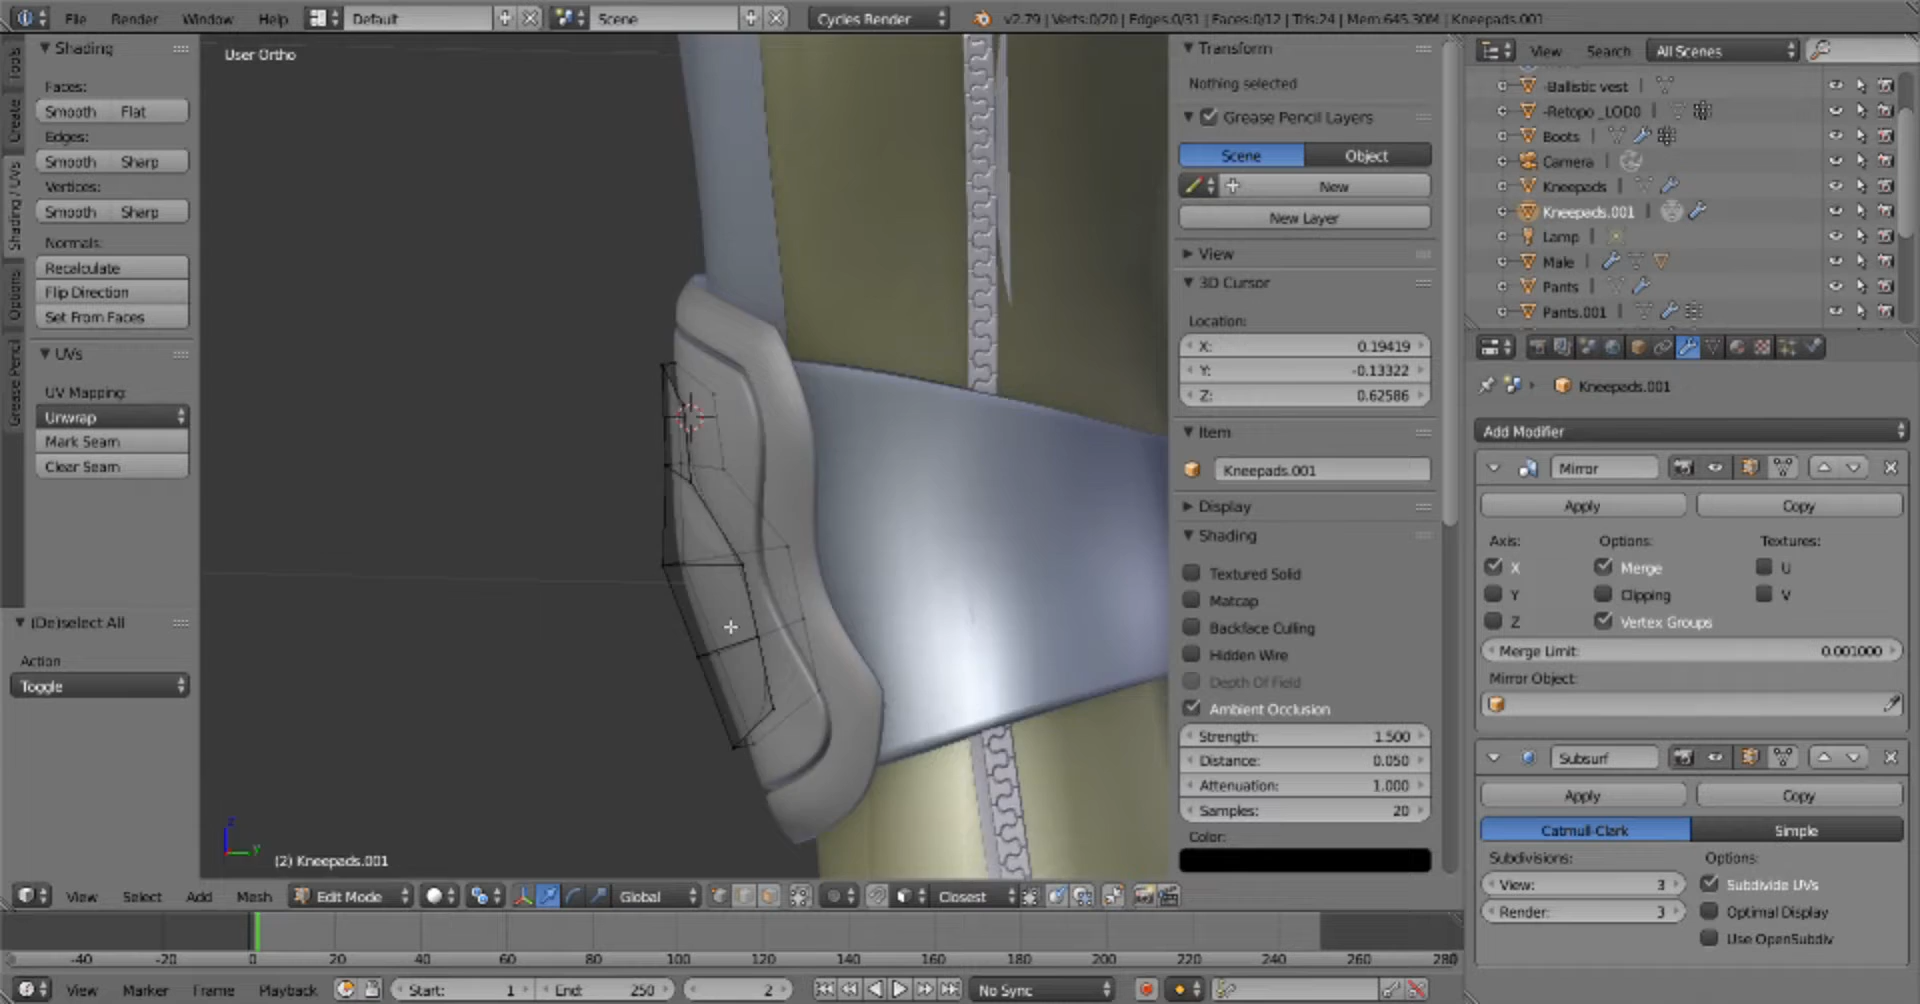 File Render Window Help Default Scene Cycles Render v2.79 | Verts:0/20 | Edges:0/31 | Faces:0/12 | Tris:24 | Mem:645.30M | Kneepads.001
Tools
Create
Shading / UVs
Options
Grease Pencil
Shading
Faces:
Smooth Flat
Edges:
Smooth Sharp
Vertices:
Smooth Sharp
Normals:
Recalculate
Flip Direction
Set From Faces
UVs
UV Mapping:
Unwrap
Mark Seam
Clear Seam
(De)select All
Action
Toggle
User Ortho
z
y
(2) Kneepads.001
Transform
Nothing selected
Grease Pencil Layers
Scene Object
New
New Layer
View
3D Cursor
Location:
X: 0.19419
Y: -0.13322
Z: 0.62586
Item
Kneepads.001
Display
Shading
Textured Solid
Matcap
Backface Culling
Hidden Wire
Depth Of Field
Ambient Occlusion
Strength: 1.500
Distance: 0.050
Attenuation: 1.000
Samples: 20
Color:
View Search All Scenes
-Ballistic vest
-Retopo _LOD0
Boots
Camera
Kneepads
Kneepads.001
Lamp
Male
Pants
Pants.001
Kneepads.001
Add Modifier
Mirror
Apply Copy
Axis: Options: Textures:
X Merge U
Y Clipping V
Z Vertex Groups
Merge Limit: 0.001000
Mirror Object:
Subsurf
Apply Copy
Catmull-Clark Simple
Subdivisions: Options:
View: 3 Subdivide UVs
Render: 3 Optimal Display
Use OpenSubdiv
View Select Add Mesh Edit Mode Global Closest
-40 -20 0 20 40 60 80 100 120 140 160 180 200 220 240 260 280
View Marker Frame Playback Start: 1 End: 250 2 No Sync